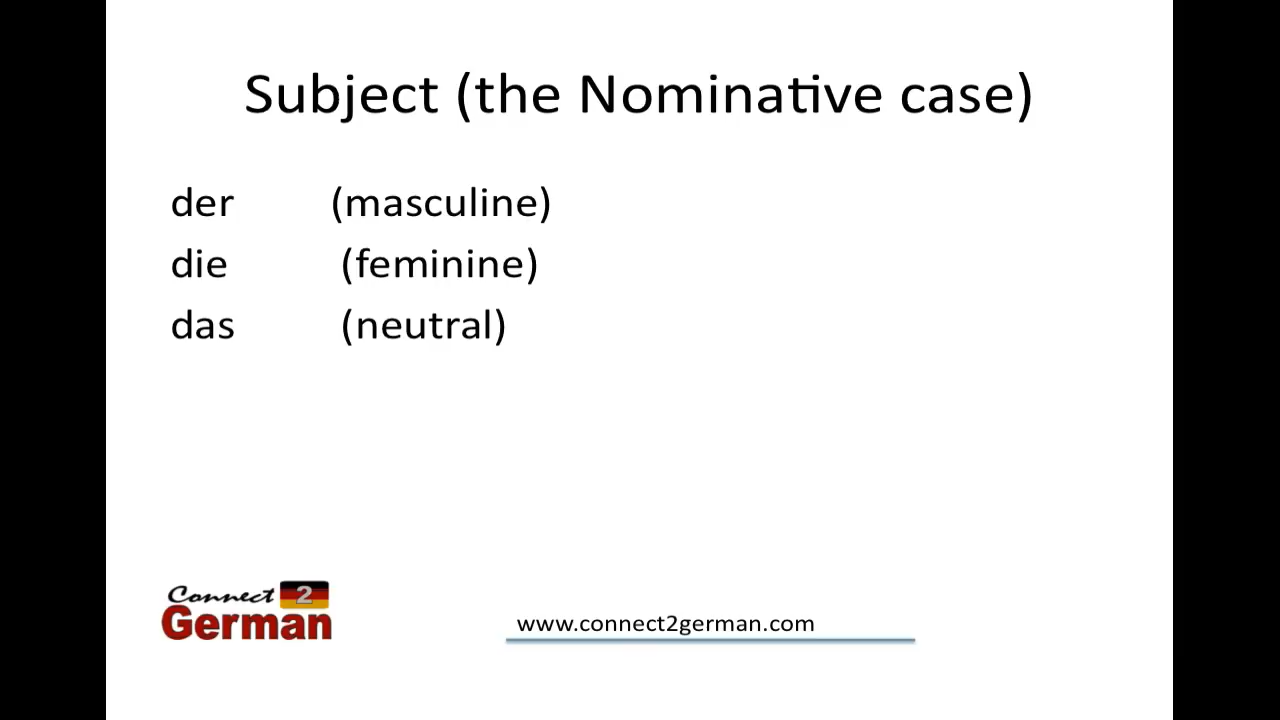 Subject (the Nominative case)
der (masculine)
die (feminine)
das (neutral)
Connect 2
German
www.connect2german.com